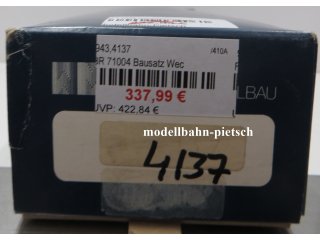 943,4137 /410A
BR 71004 Bausatz Wec
337,99 €
UVP: 422,84 €
LBAU
modellbahn-pietsch
4137